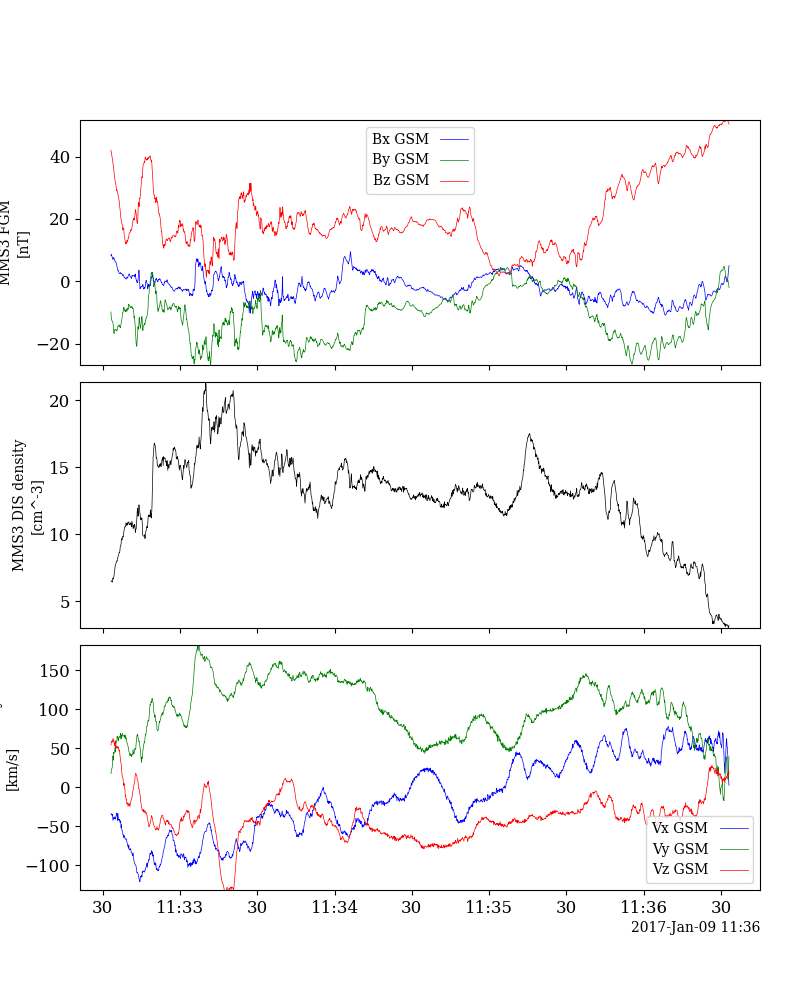 Bx GSM
By GSM
Bz GSM
MMS3 FGM
[nT]
40
20
0
−20
MMS3 DIS density
[cm^-3]
20
15
10
5
[km/s]
150
100
50
0
−50
−100
Vx GSM
Vy GSM
Vz GSM
30 11:33 30 11:34 30 11:35 30 11:36 30
2017-Jan-09 11:36